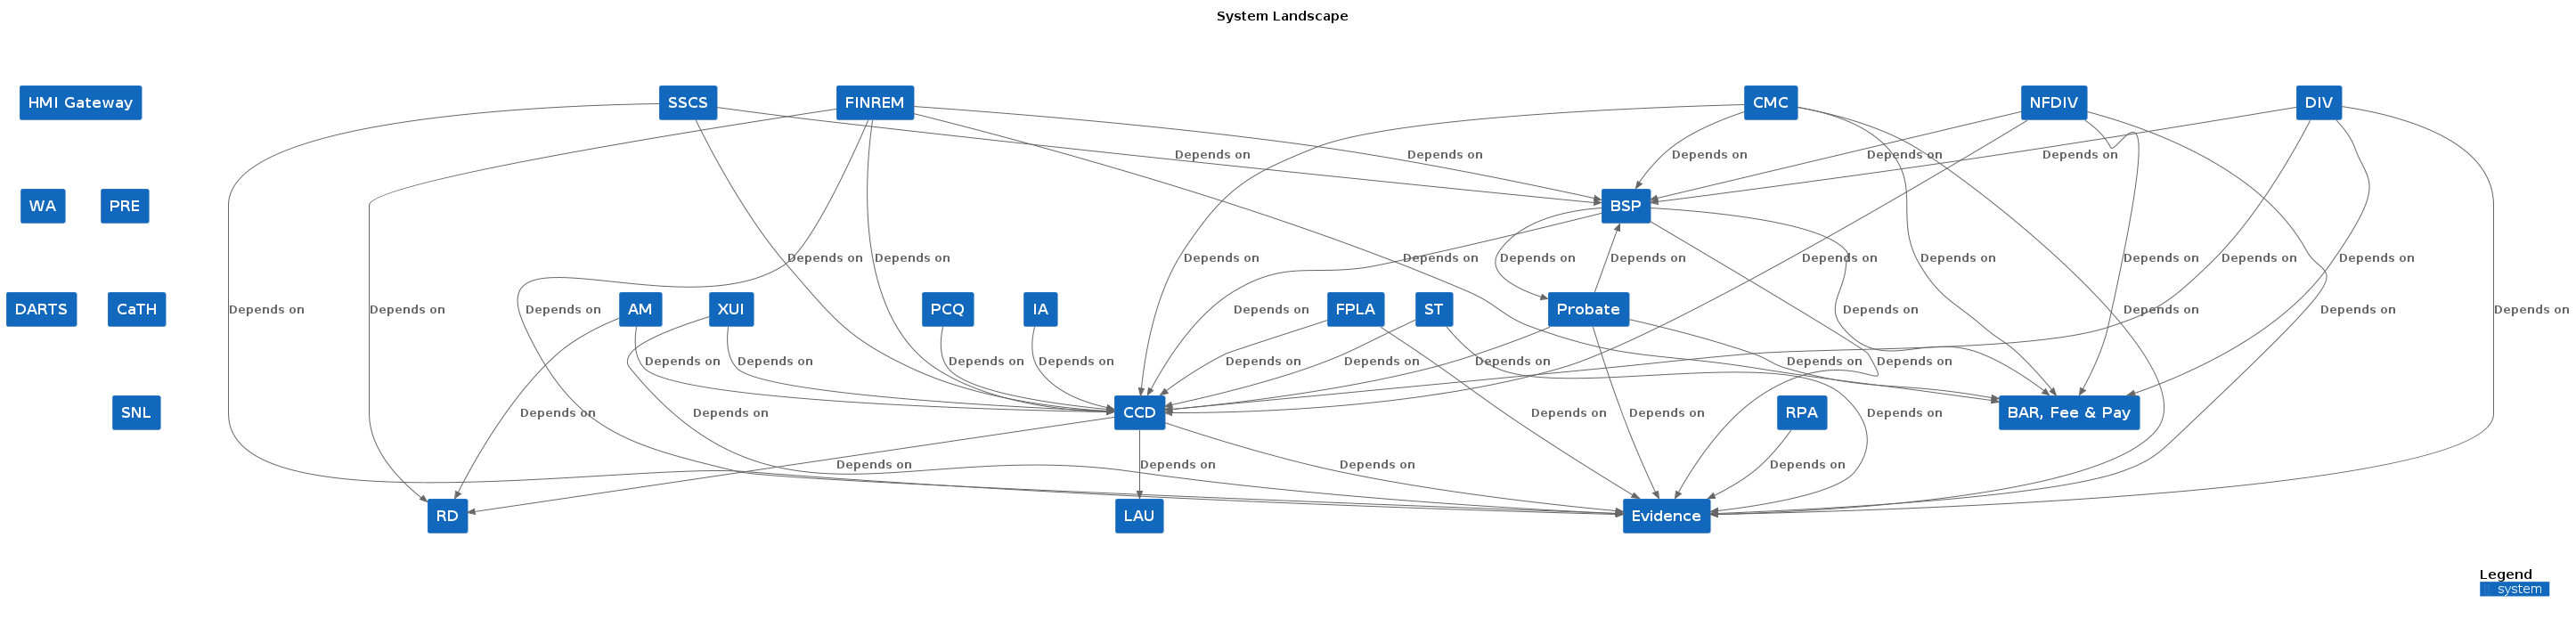 System Landscape
HMI Gateway
SSCS
FINREM
CMC
NFDIV
DIV
Depends on
Depends on
Depends on
Depends on
Depends on
WA
PRE
BSP
Depends on
Depends on
Depends on
Depends on
Depends on
Depends on
Depends on
Depends on
Depends on
Depends on
Depends on
DARTS
CaTH
Depends on
Depends on
Depends on
AM
XUI
PCQ
IA
Depends on
FPLA
ST
Probate
Depends on
Depends on
Depends on
Depends on
Depends on
Depends on
Depends on
Depends on
Depends on
Depends on
Depends on
Depends on
Depends on
SNL
Depends on
Depends on
CCD
Depends on
Depends on
RPA
Depends on
BAR, Fee & Pay
Depends on
Depends on
Depends on
Depends on
RD
LAU
Evidence
Legend
system